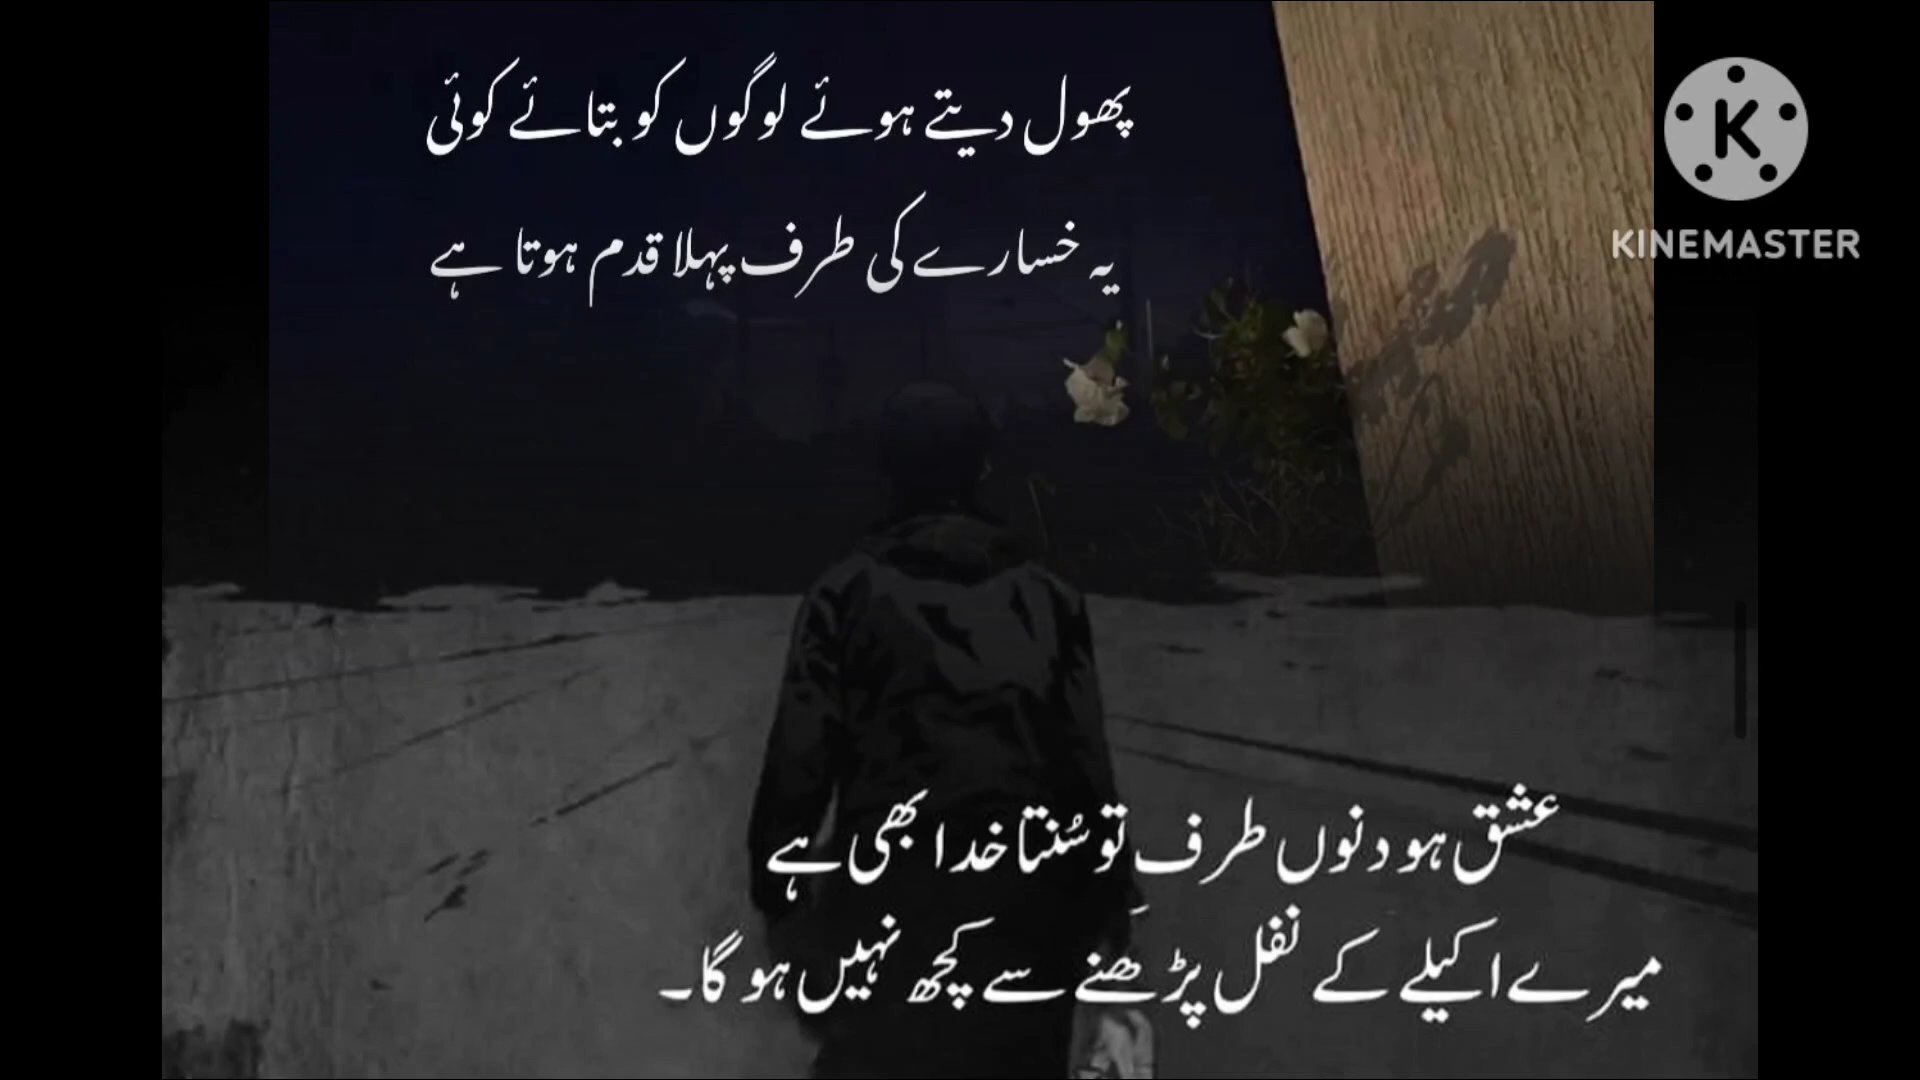 پھول دیتے ہوئے لوگوں کو بتائے کوئی
یہ خسارے کی طرف پہلا قدم ہوتا ہے
KINEMASTER
عشق ہو دنوں طرف تو سُنتا خدا بھی ہے
میرے اکیلے کے نفل پڑھنے سے کچھ نہیں ہو گا۔